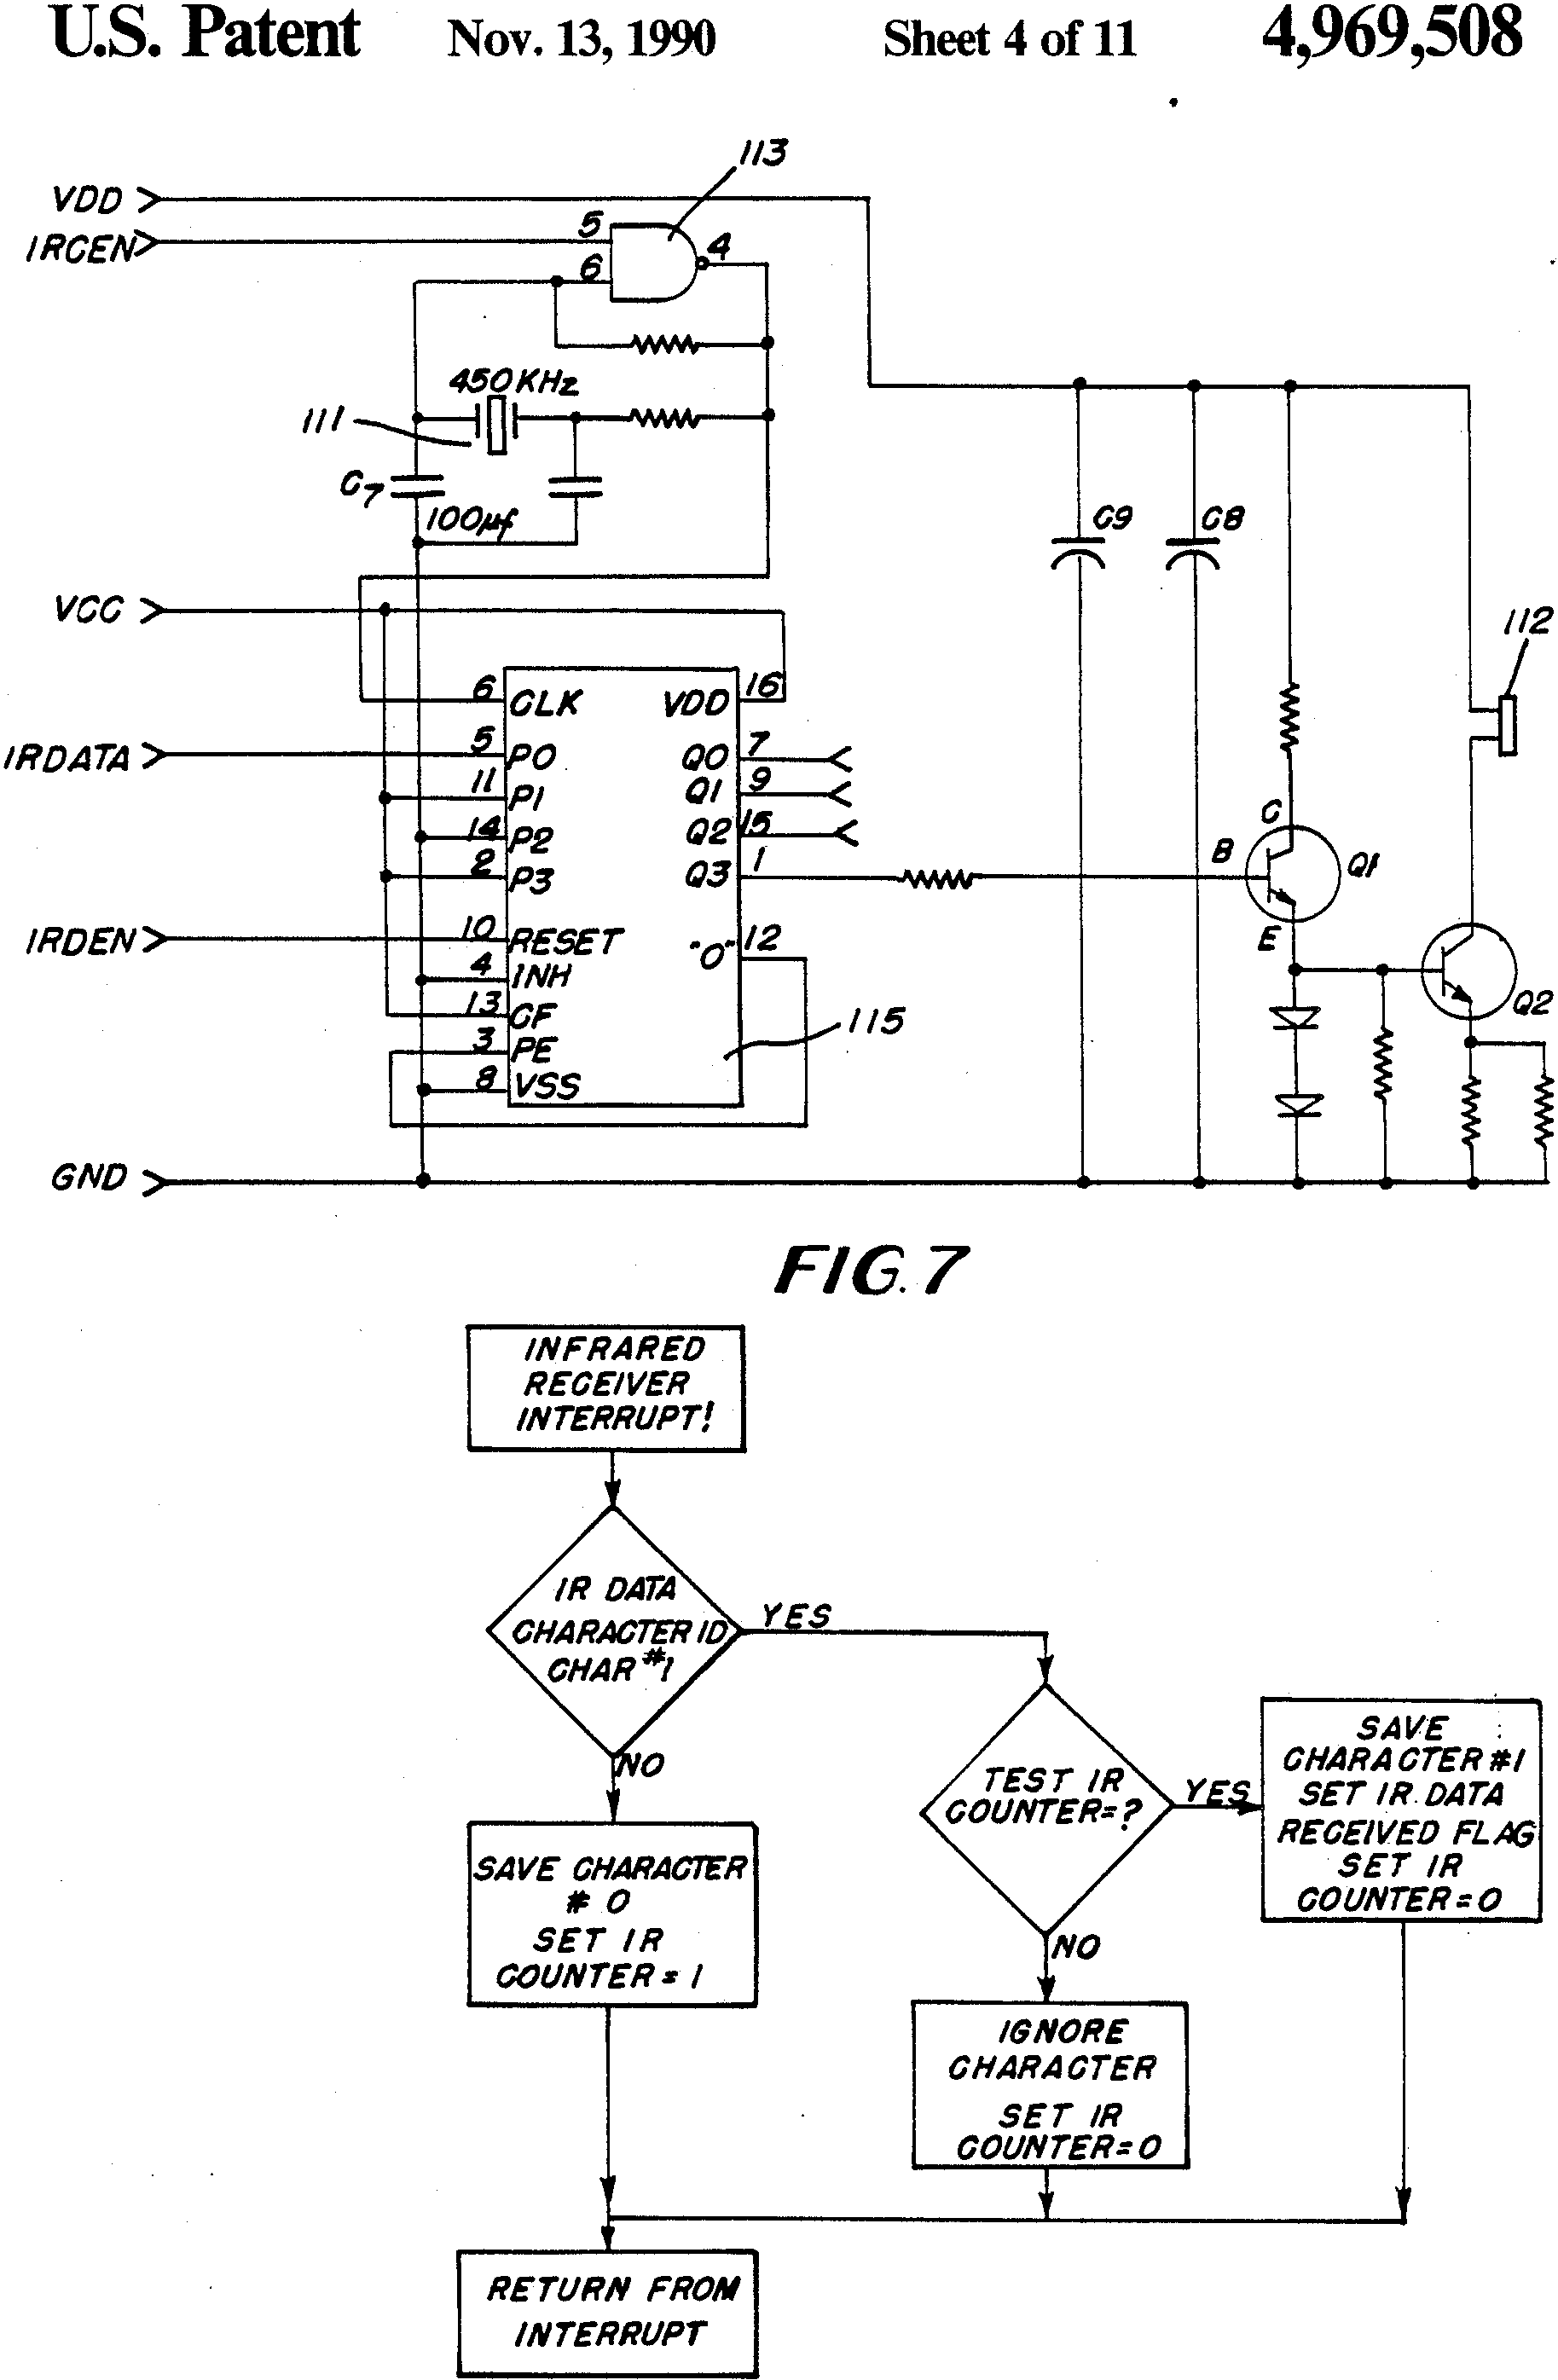 U.S. Patent Nov. 13, 1990 Sheet 4 of 11 4,969,508
113
VDD
IRCEN
5
4
6
450KHz
111
C7
100µf
C9
C8
VCC
112
6 CLK VDD 16
IRDATA
5 P0 Q0 7
11 P1 Q1 9
14 P2 Q2 15
2 P3 Q3 1
B C Q1
E
IRDEN
10 RESET "0" 12
4 INH
13 CF
Q2
115
3 PE
8 VSS
GND
FIG. 7
INFRARED
RECEIVER
INTERRUPT!
IR DATA
CHARACTER ID
CHAR #1
YES
NO
TEST IR
COUNTER=?
YES
NO
SAVE
CHARACTER #1
SET IR DATA
RECEIVED FLAG
SET IR
COUNTER=0
SAVE CHARACTER
# 0
SET IR
COUNTER=1
IGNORE
CHARACTER
SET IR
COUNTER=0
RETURN FROM
INTERRUPT